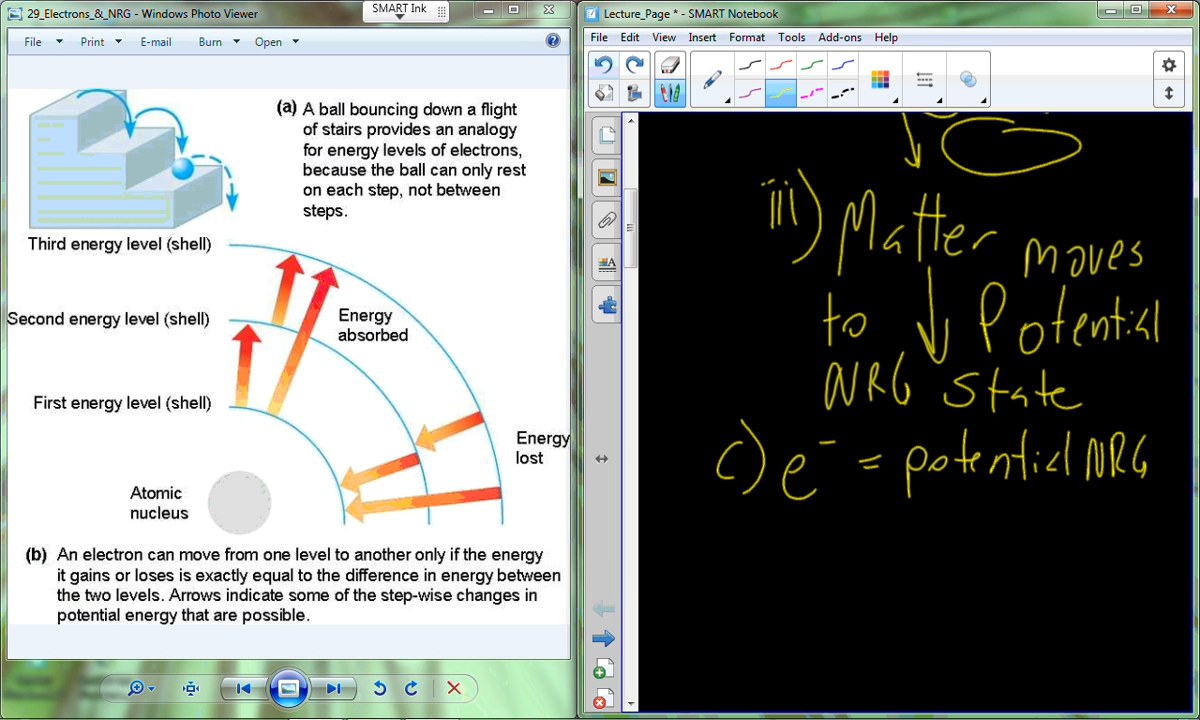 29_Electrons_&_NRG - Windows Photo Viewer
SMART Ink
File Print E-mail Burn Open
(a) A ball bouncing down a flight
of stairs provides an analogy
for energy levels of electrons,
because the ball can only rest
on each step, not between
steps.
Third energy level (shell)
Second energy level (shell)
Energy
absorbed
First energy level (shell)
Energy
lost
Atomic
nucleus
(b) An electron can move from one level to another only if the energy
it gains or loses is exactly equal to the difference in energy between
the two levels. Arrows indicate some of the step-wise changes in
potential energy that are possible.
Lecture_Page * - SMART Notebook
File Edit View Insert Format Tools Add-ons Help
iii) Matter moves
to ↓ Potential
NRG State
c) e⁻ = potential NRG